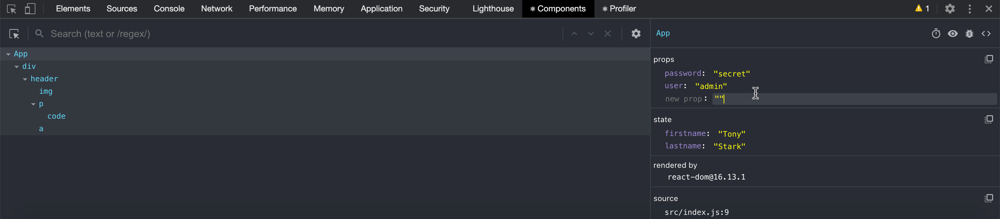 Elements Sources Console Network Performance Memory Application Security Lighthouse ⚛ Components ⚛ Profiler 1
Search (text or /regex/)
App
div
header
img
p
code
a
App
props
password: "secret"
user: "admin"
new prop: ""
state
firstname: "Tony"
lastname: "Stark"
rendered by
react-dom@16.13.1
source
src/index.js:9